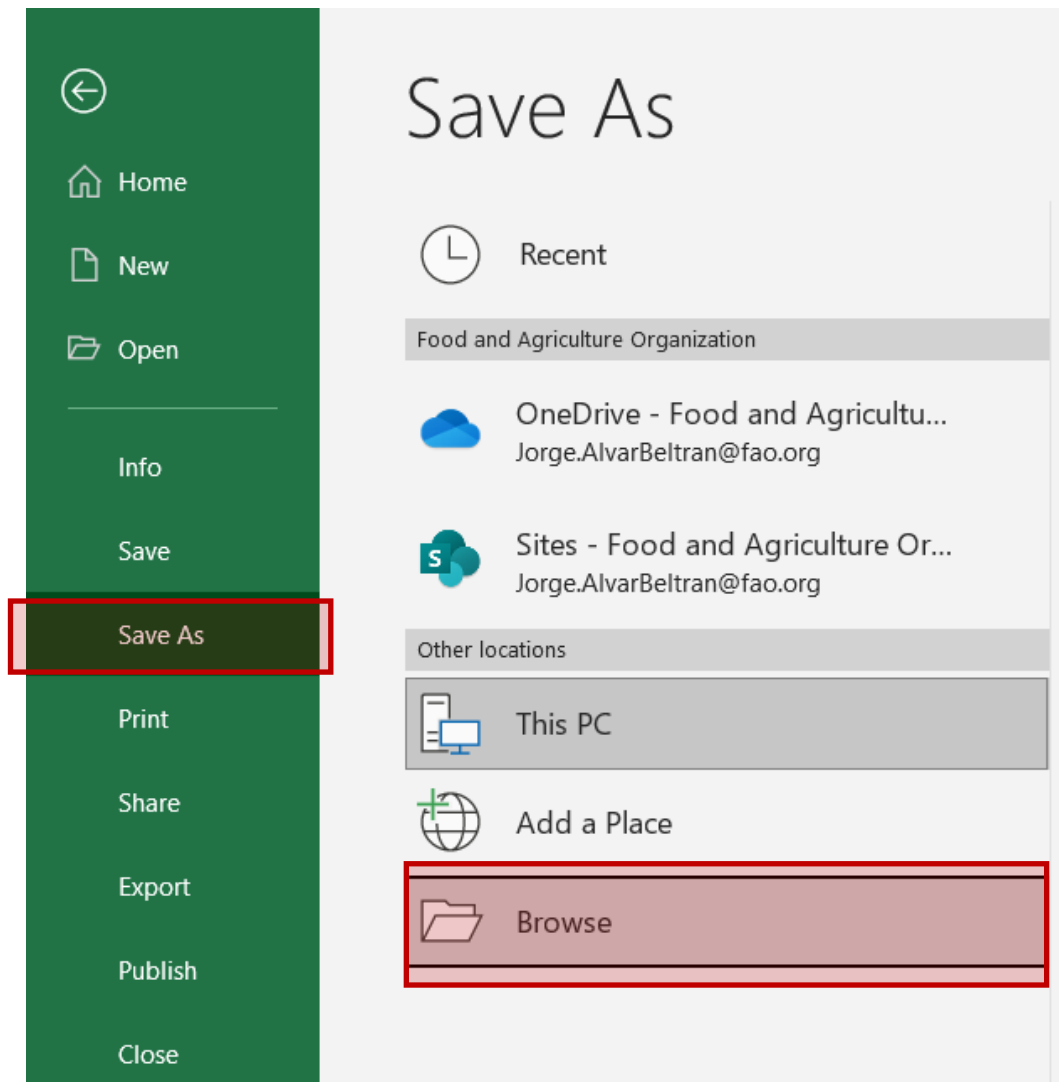 Home
New
Open
Info
Save
Save As
Print
Share
Export
Publish
Close
Save As
Recent
Food and Agriculture Organization
OneDrive - Food and Agricultu...
Jorge.AlvarBeltran@fao.org
S
Sites - Food and Agriculture Or...
Jorge.AlvarBeltran@fao.org
Other locations
This PC
Add a Place
Browse